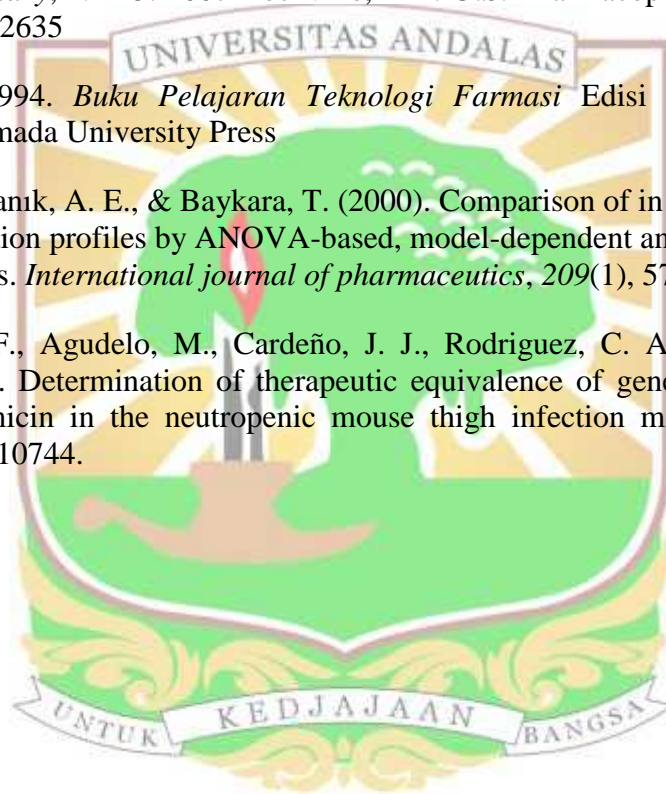 2635
UNIVERSITAS ANDALAS
994. Buku Pelajaran Teknologi Farmasi Edisi
mada University Press
anık, A. E., & Baykara, T. (2000). Comparison of in
tion profiles by ANOVA-based, model-dependent an
s. International journal of pharmaceutics, 209(1), 57
F., Agudelo, M., Cardeño, J. J., Rodriguez, C. A
. Determination of therapeutic equivalence of gene
nicin in the neutropenic mouse thigh infection m
10744.
UNTUK KEDJAJAAN BANGSA